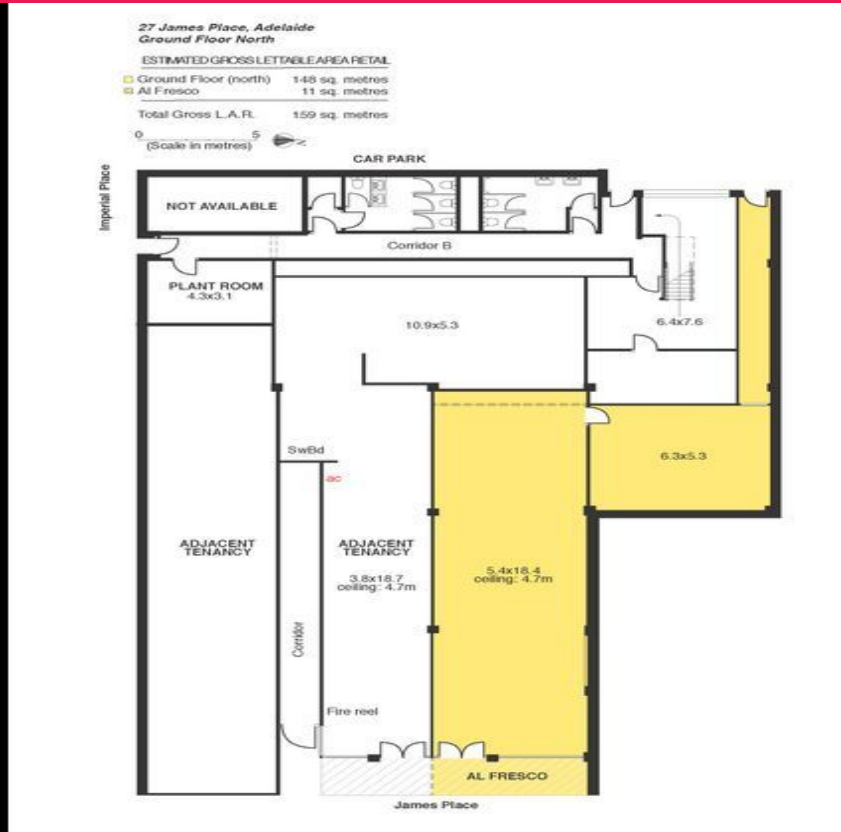 27 James Place, Adelaide
Ground Floor North
ESTIMATED GROSS LETTABLE AREA RETAIL
Ground Floor (north) 148 sq. metres
Al Fresco 11 sq. metres
Total Gross L.A.R. 159 sq. metres
0 5
(Scale in metres)
N
CAR PARK
Imperial Place
NOT AVAILABLE
Corridor B
PLANT ROOM
4.3x3.1
10.9x5.3
6.4x7.6
SwBd
6.3x5.3
ac
ADJACENT
TENANCY
ADJACENT
TENANCY
3.8x18.7
ceiling: 4.7m
5.4x18.4
ceiling: 4.7m
Corridor
Fire reel
AL FRESCO
James Place